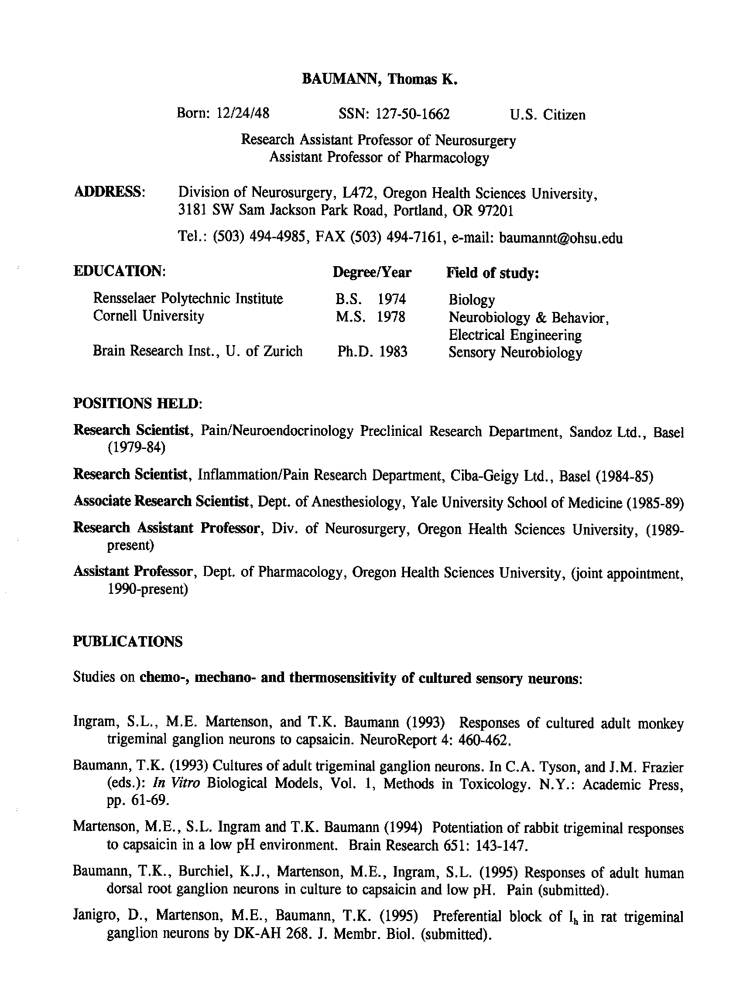 BAUMANN, Thomas K.
Born: 12/24/48 SSN: 127-50-1662 U.S. Citizen
Research Assistant Professor of Neurosurgery
Assistant Professor of Pharmacology
ADDRESS: Division of Neurosurgery, L472, Oregon Health Sciences University,
3181 SW Sam Jackson Park Road, Portland, OR 97201
Tel.: (503) 494-4985, FAX (503) 494-7161, e-mail: baumannt@ohsu.edu
EDUCATION: Degree/Year Field of study:
Rensselaer Polytechnic Institute B.S. 1974 Biology
Cornell University M.S. 1978 Neurobiology & Behavior,
Electrical Engineering
Brain Research Inst., U. of Zurich Ph.D. 1983 Sensory Neurobiology
POSITIONS HELD:
Research Scientist, Pain/Neuroendocrinology Preclinical Research Department, Sandoz Ltd., Basel
(1979-84)
Research Scientist, Inflammation/Pain Research Department, Ciba-Geigy Ltd., Basel (1984-85)
Associate Research Scientist, Dept. of Anesthesiology, Yale University School of Medicine (1985-89)
Research Assistant Professor, Div. of Neurosurgery, Oregon Health Sciences University, (1989-
present)
Assistant Professor, Dept. of Pharmacology, Oregon Health Sciences University, (joint appointment,
1990-present)
PUBLICATIONS
Studies on chemo-, mechano- and thermosensitivity of cultured sensory neurons:
Ingram, S.L., M.E. Martenson, and T.K. Baumann (1993) Responses of cultured adult monkey
trigeminal ganglion neurons to capsaicin. NeuroReport 4: 460-462.
Baumann, T.K. (1993) Cultures of adult trigeminal ganglion neurons. In C.A. Tyson, and J.M. Frazier
(eds.): In Vitro Biological Models, Vol. 1, Methods in Toxicology. N.Y.: Academic Press,
pp. 61-69.
Martenson, M.E., S.L. Ingram and T.K. Baumann (1994) Potentiation of rabbit trigeminal responses
to capsaicin in a low pH environment. Brain Research 651: 143-147.
Baumann, T.K., Burchiel, K.J., Martenson, M.E., Ingram, S.L. (1995) Responses of adult human
dorsal root ganglion neurons in culture to capsaicin and low pH. Pain (submitted).
Janigro, D., Martenson, M.E., Baumann, T.K. (1995) Preferential block of Iₕ in rat trigeminal
ganglion neurons by DK-AH 268. J. Membr. Biol. (submitted).